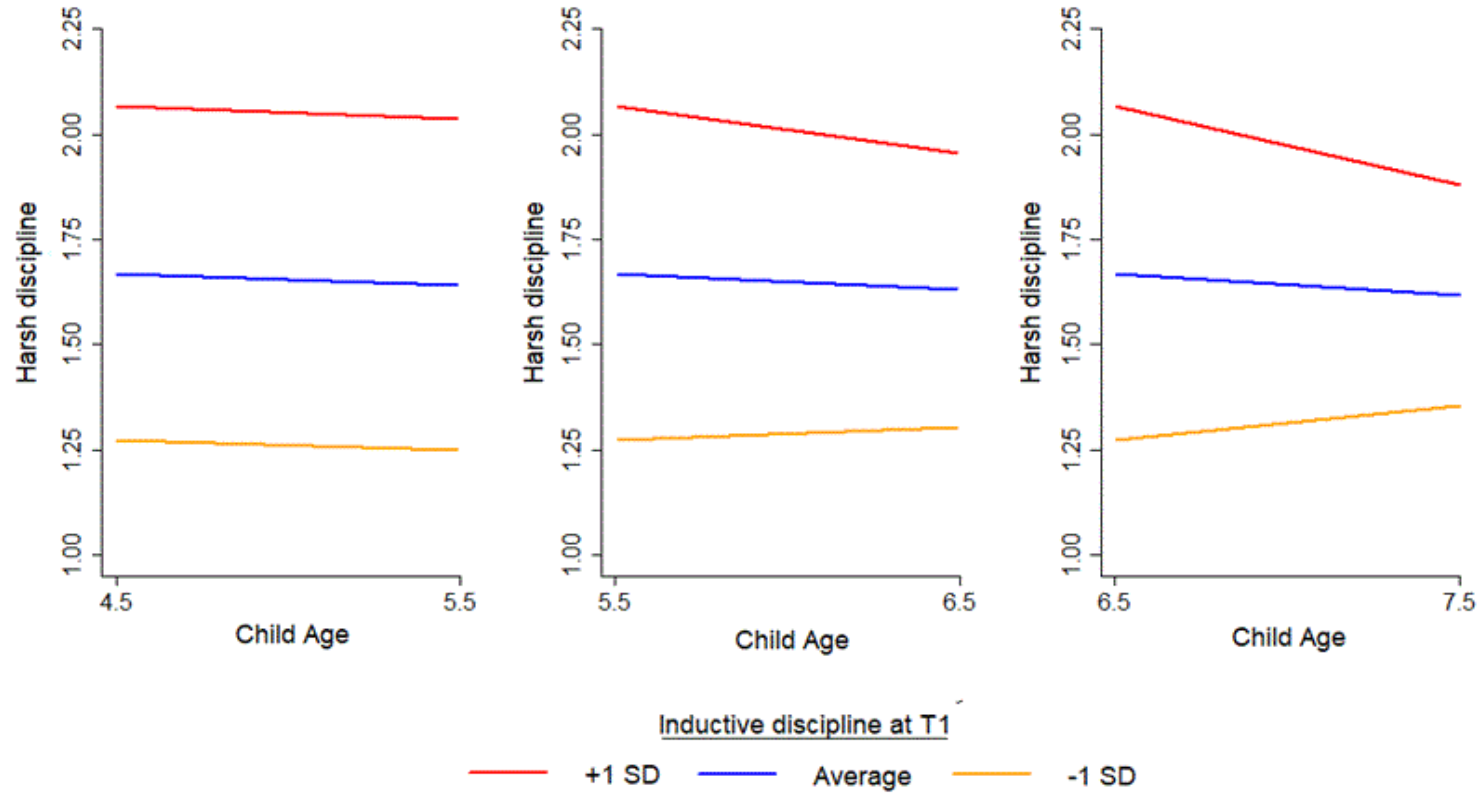 Harsh discipline
2.25
2.00
1.75
1.50
1.25
1.00
4.5 5.5
Child Age
Harsh discipline
2.25
2.00
1.75
1.50
1.25
1.00
5.5 6.5
Child Age
Harsh discipline
2.25
2.00
1.75
1.50
1.25
1.00
6.5 7.5
Child Age
Inductive discipline at T1
+1 SD Average -1 SD